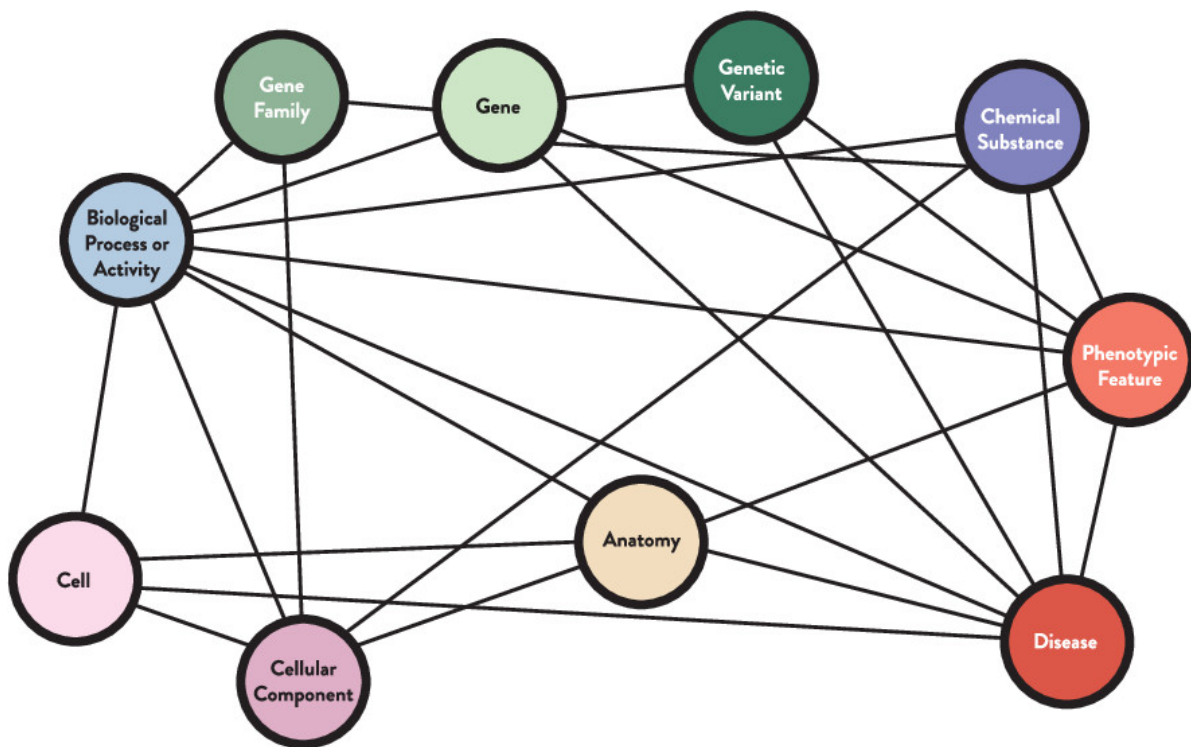 Gene
Family
Gene
Genetic
Variant
Chemical
Substance
Biological
Process or
Activity
Phenotypic
Feature
Anatomy
Cell
Disease
Cellular
Component